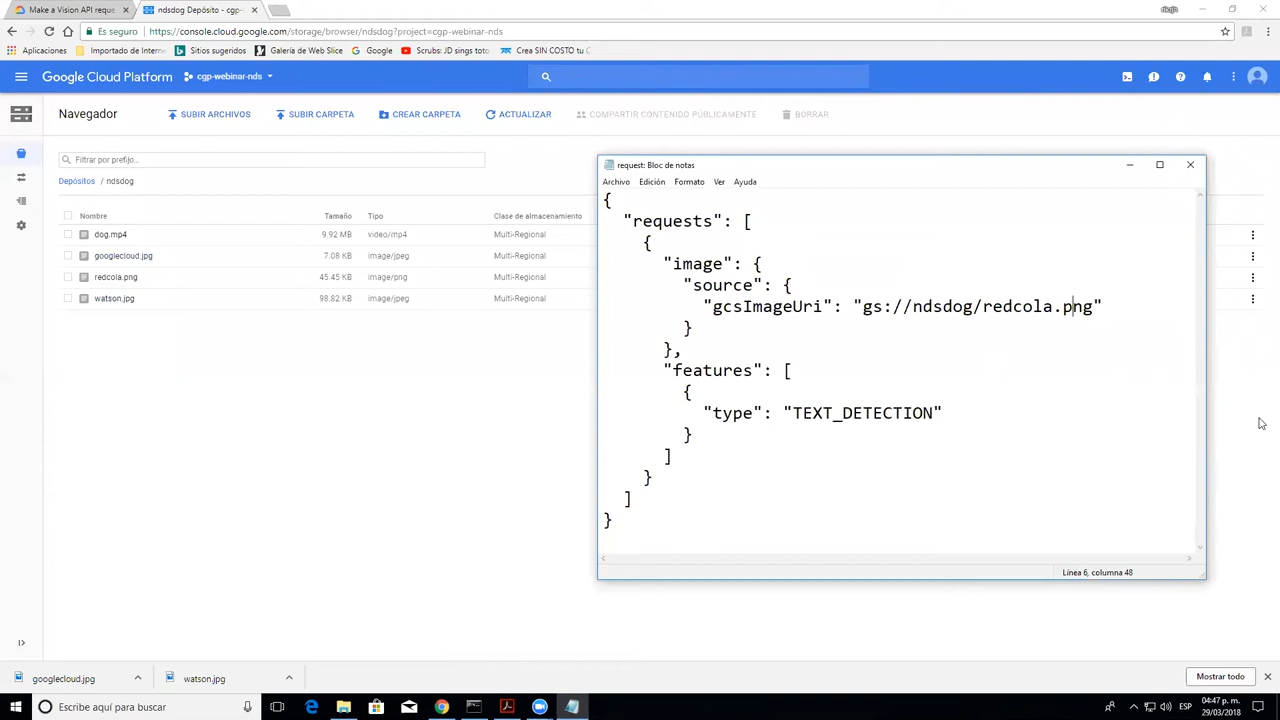 Make a Vision API reque
ndsdog Depósito - cgp-
Es seguro
https://console.cloud.google.com/storage/browser/ndsdog?project=cgp-webinar-nds
Aplicaciones
Importado de Intern
Sitios sugeridos
Galería de Web Slice
Google
Scrubs: JD sings tost
Crea SIN COSTO tu C
Google Cloud Platform
cgp-webinar-nds
Navegador
SUBIR ARCHIVOS
SUBIR CARPETA
CREAR CARPETA
ACTUALIZAR
COMPARTIR CONTENIDO PÚBLICAMENTE
BORRAR
Filtrar por prefijo...
Depósitos / ndsdog
Nombre Tamaño Tipo Clase de almacenamiento
dog.mp4 9.92 MB video/mp4 Multi-Regional
googlecloud.jpg 7.08 KB image/jpeg Multi-Regional
redcola.png 45.45 KB image/png Multi-Regional
watson.jpg 98.82 KB image/jpeg Multi-Regional
request: Bloc de notas
Archivo Edición Formato Ver Ayuda
{
"requests": [
{
"image": {
"source": {
"gcsImageUri": "gs://ndsdog/redcola.png"
}
},
"features": [
{
"type": "TEXT_DETECTION"
}
]
}
]
}
Línea 6, columna 48
googlecloud.jpg
watson.jpg
Mostrar todo
Escribe aquí para buscar
ESP
04:47 p. m.
29/03/2018